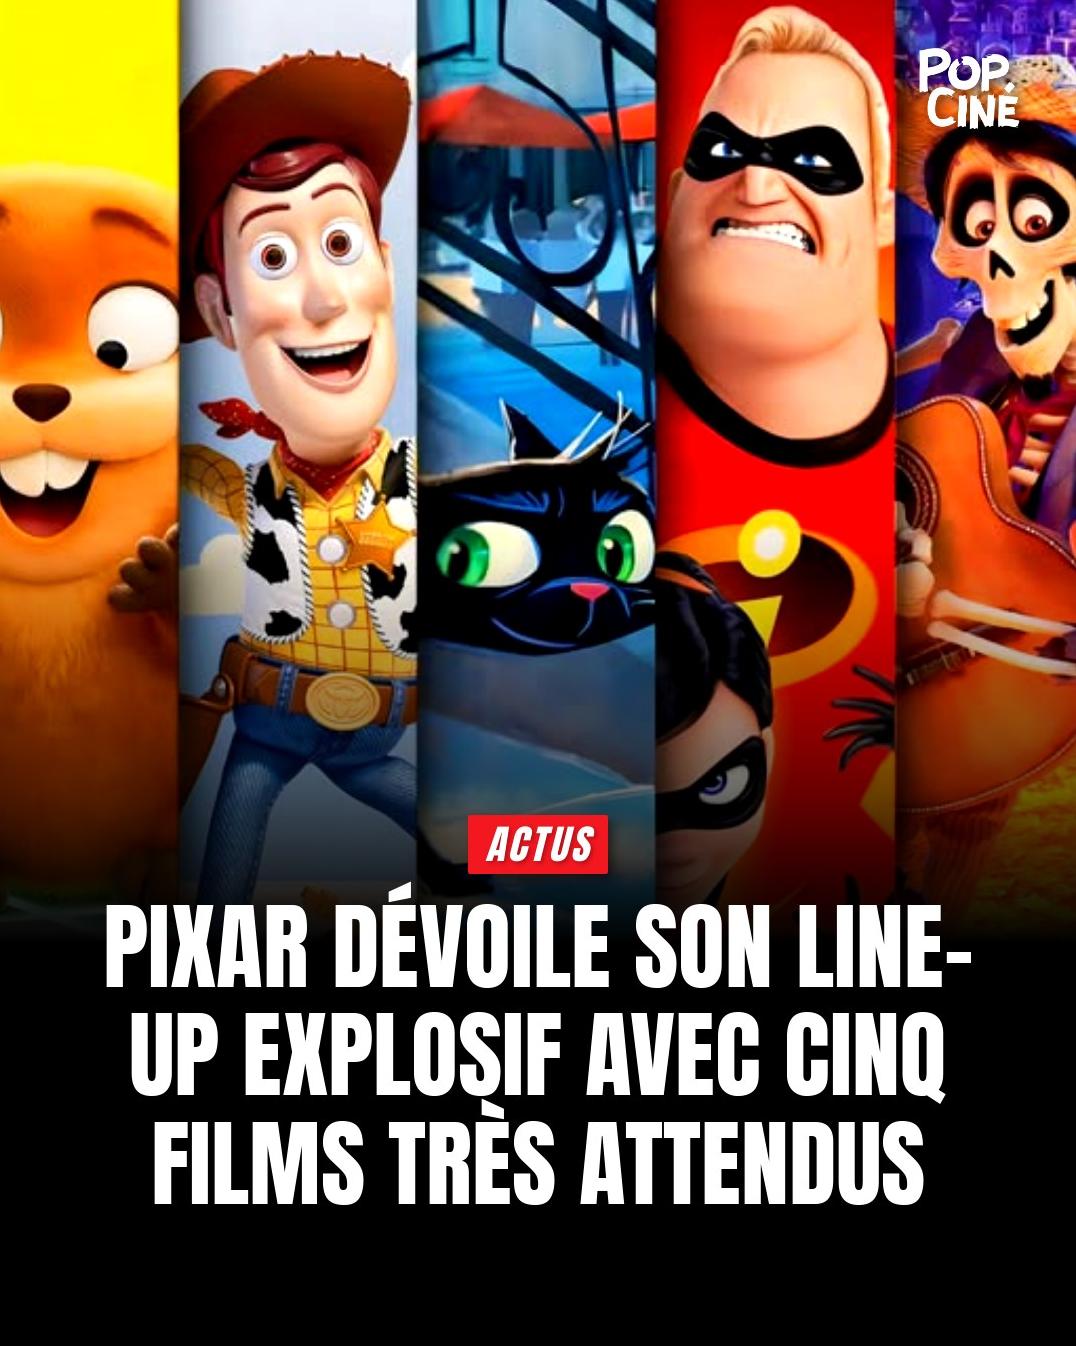 POP
CINÉ
ACTUS
PIXAR DÉVOILE SON LINE-
UP EXPLOSIF AVEC CINQ
FILMS TRÈS ATTENDUS